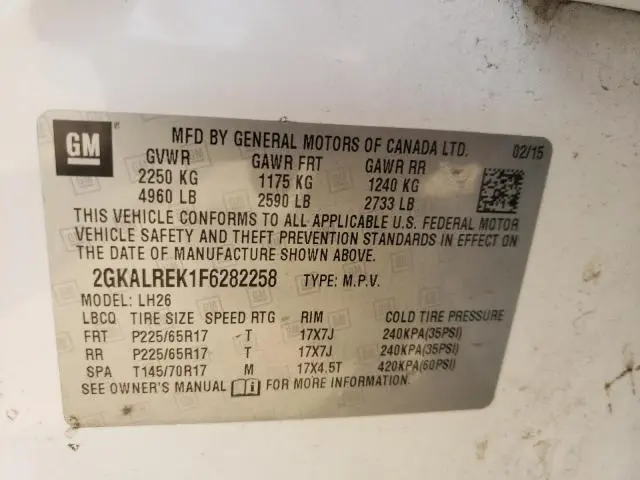 GM
MFD BY GENERAL MOTORS OF CANADA LTD. 02/15
GVWR GAWR FRT GAWR RR
2250 KG 1175 KG 1240 KG
4960 LB 2590 LB 2733 LB
THIS VEHICLE CONFORMS TO ALL APPLICABLE U.S. FEDERAL MOTOR
VEHICLE SAFETY AND THEFT PREVENTION STANDARDS IN EFFECT ON
THE DATE OF MANUFACTURE SHOWN ABOVE.
2GKALREK1F6282258 TYPE: M.P.V.
MODEL: LH26
LBCQ TIRE SIZE SPEED RTG RIM COLD TIRE PRESSURE
FRT P225/65R17 T 17X7J 240KPA(35PSI)
RR P225/65R17 T 17X7J 240KPA(35PSI)
SPA T145/70R17 M 17X4.5T 420KPA(60PSI)
SEE OWNER'S MANUAL FOR MORE INFORMATION.